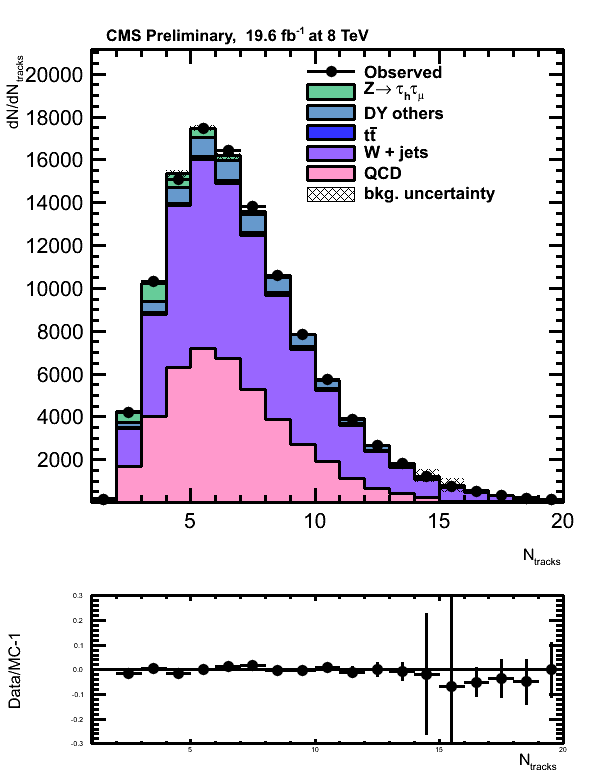 CMS Preliminary, 19.6 fb-1 at 8 TeV
dN/dNtracks
20000
18000
16000
14000
12000
10000
8000
6000
4000
2000
Observed
Z→ τhτμ
DY others
tt̄
W + jets
QCD
bkg. uncertainty
5
10
15
20
Ntracks
Data/MC-1
0.3
0.2
0.1
0.0
-0.1
-0.2
-0.3
5
10
15
20
Ntracks